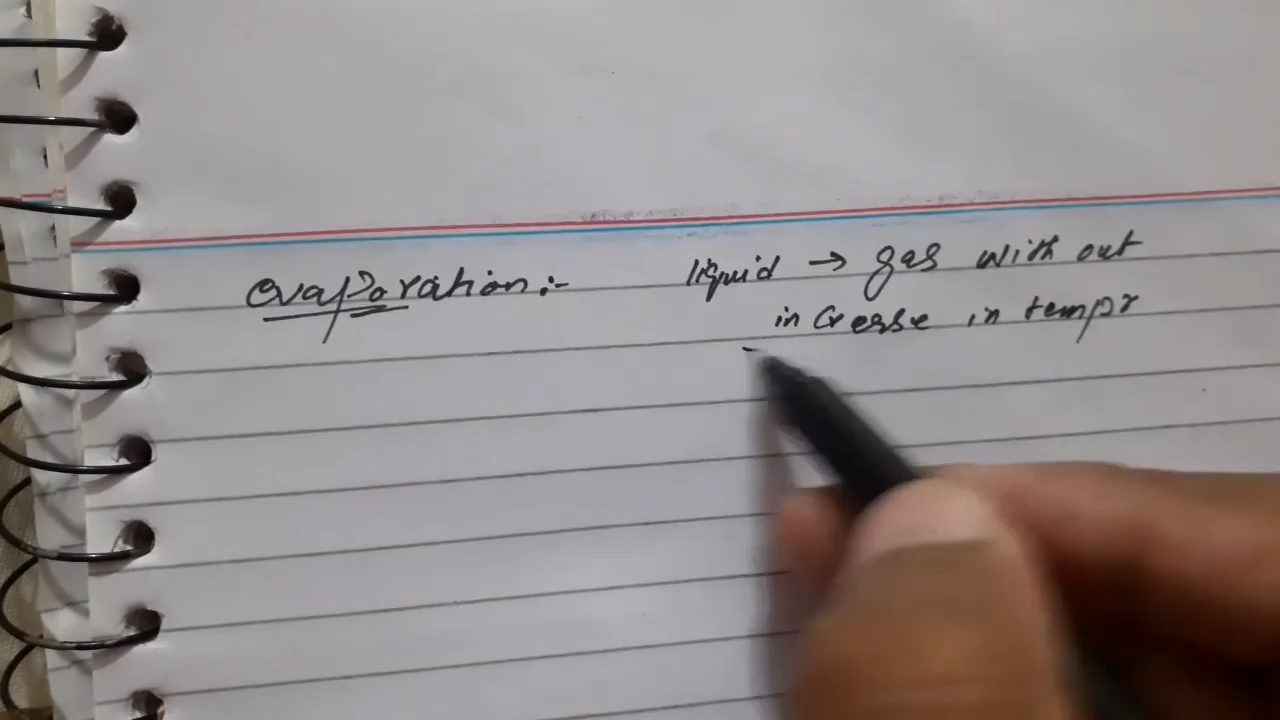 evaporation:- liquid → gas with out
in crease in tempr